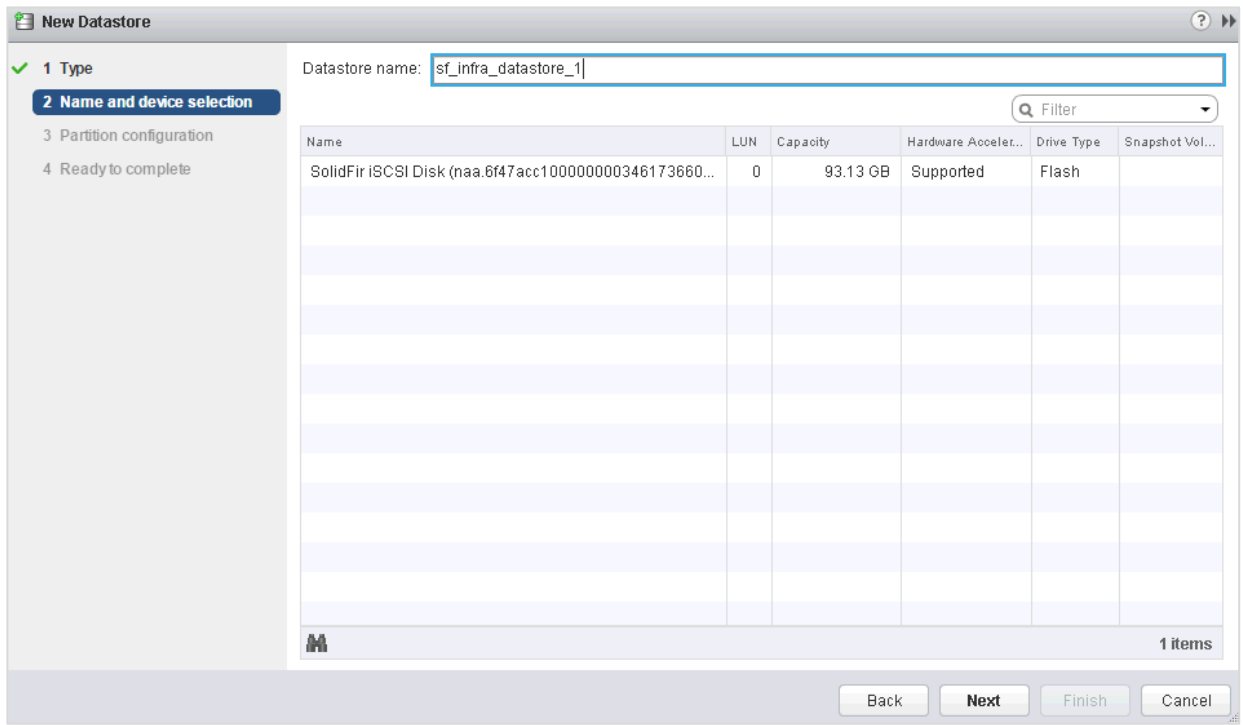 New Datastore
1 Type
2 Name and device selection
3 Partition configuration
4 Ready to complete
Datastore name: sf_infra_datastore_1
Filter
Name LUN Capacity Hardware Acceler... Drive Type Snapshot Vol...
SolidFir iSCSI Disk (naa.6f47acc100000000346173660... 0 93.13 GB Supported Flash
1 items
Back Next Finish Cancel